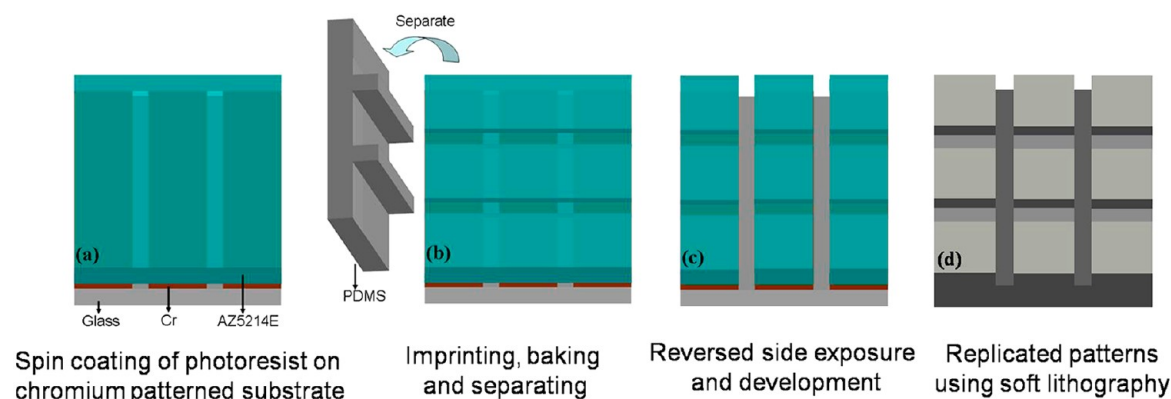 Separate
(a)
(b)
(c)
(d)
PDMS
Glass
Cr
AZ5214E
Spin coating of photoresist on
chromium patterned substrate
Imprinting, baking
and separating
Reversed side exposure
and development
Replicated patterns
using soft lithography